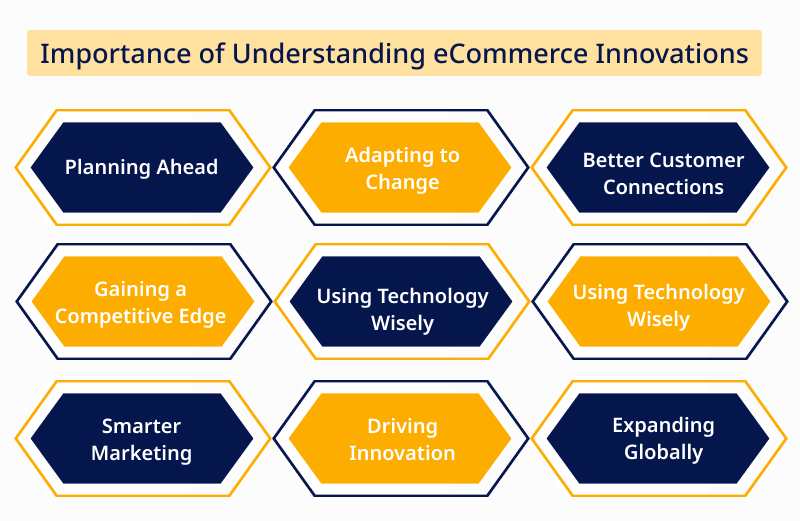 Importance of Understanding eCommerce Innovations
Planning Ahead
Adapting to
Change
Better Customer
Connections
Gaining a
Competitive Edge
Using Technology
Wisely
Using Technology
Wisely
Smarter
Marketing
Driving
Innovation
Expanding
Globally